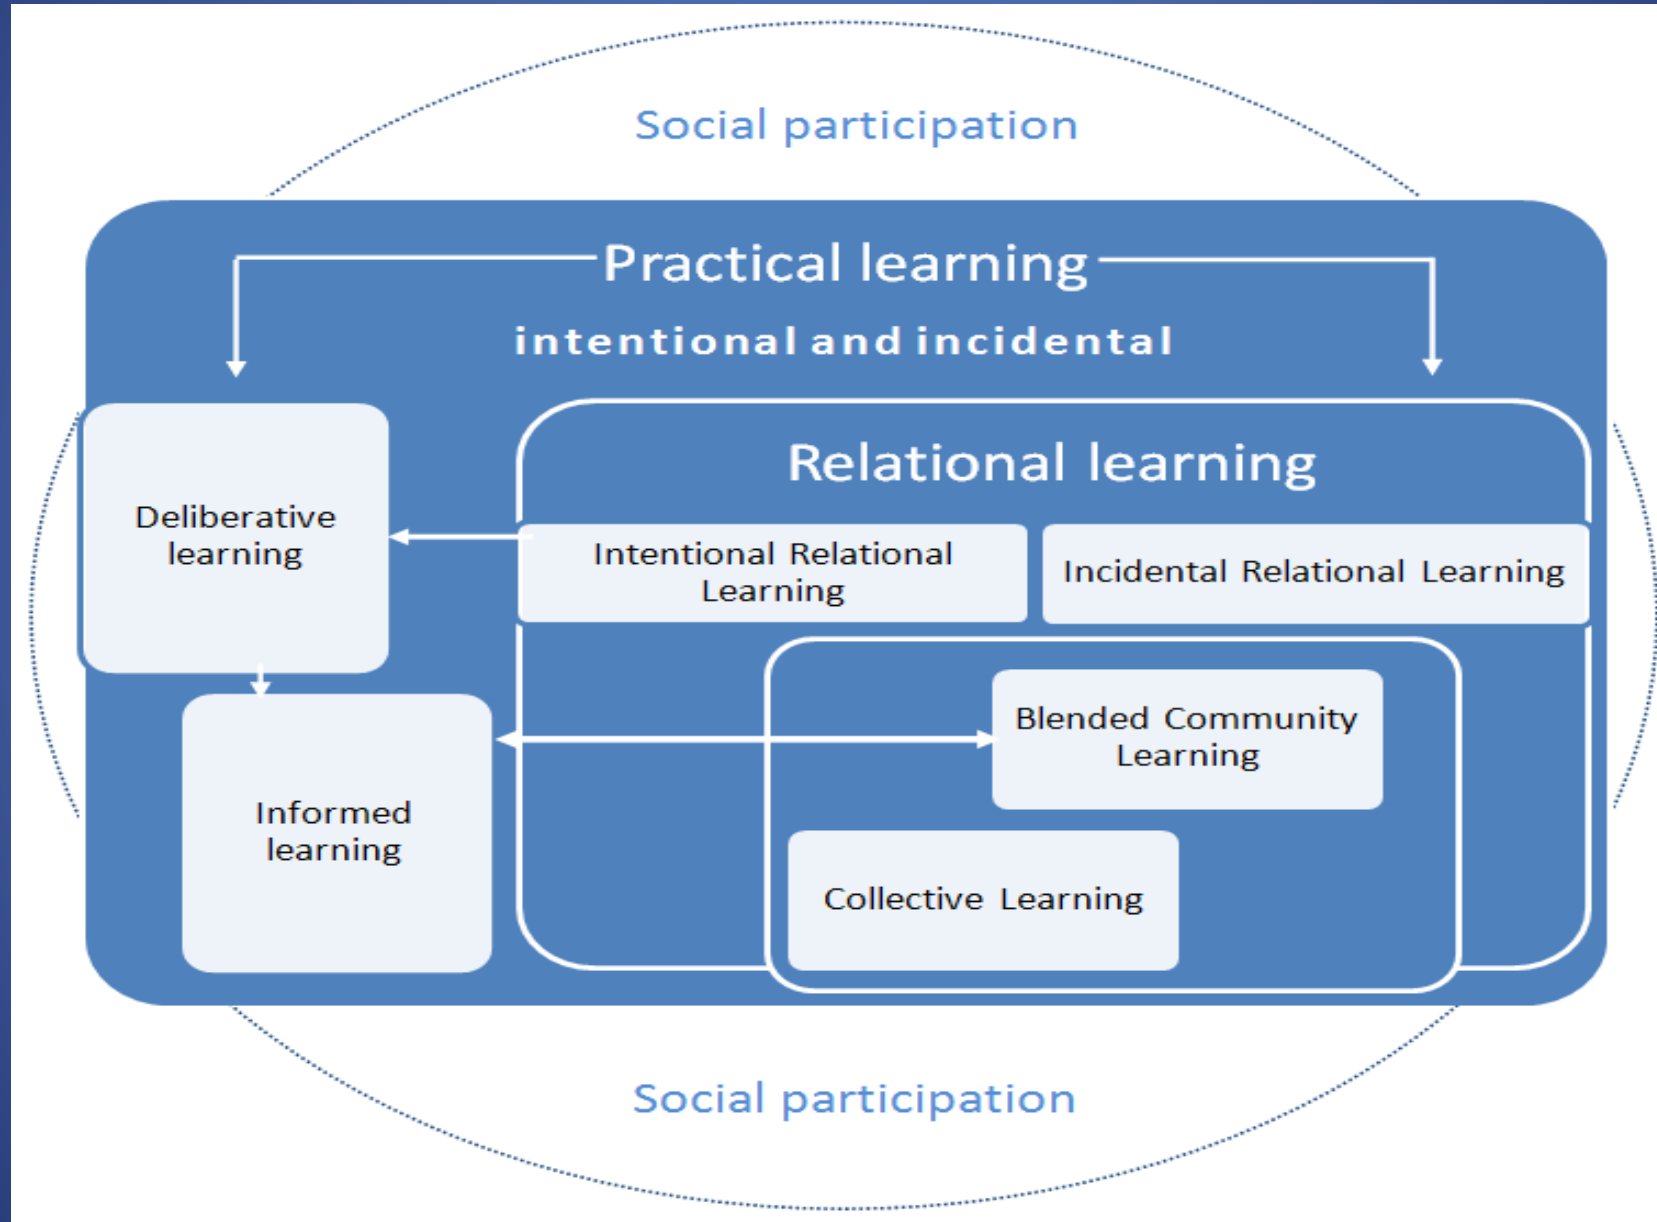 Social participation
Practical learning
intentional and incidental
Relational learning
Deliberative
learning
Intentional Relational
Learning
Incidental Relational Learning
Blended Community
Learning
Informed
learning
Collective Learning
Social participation